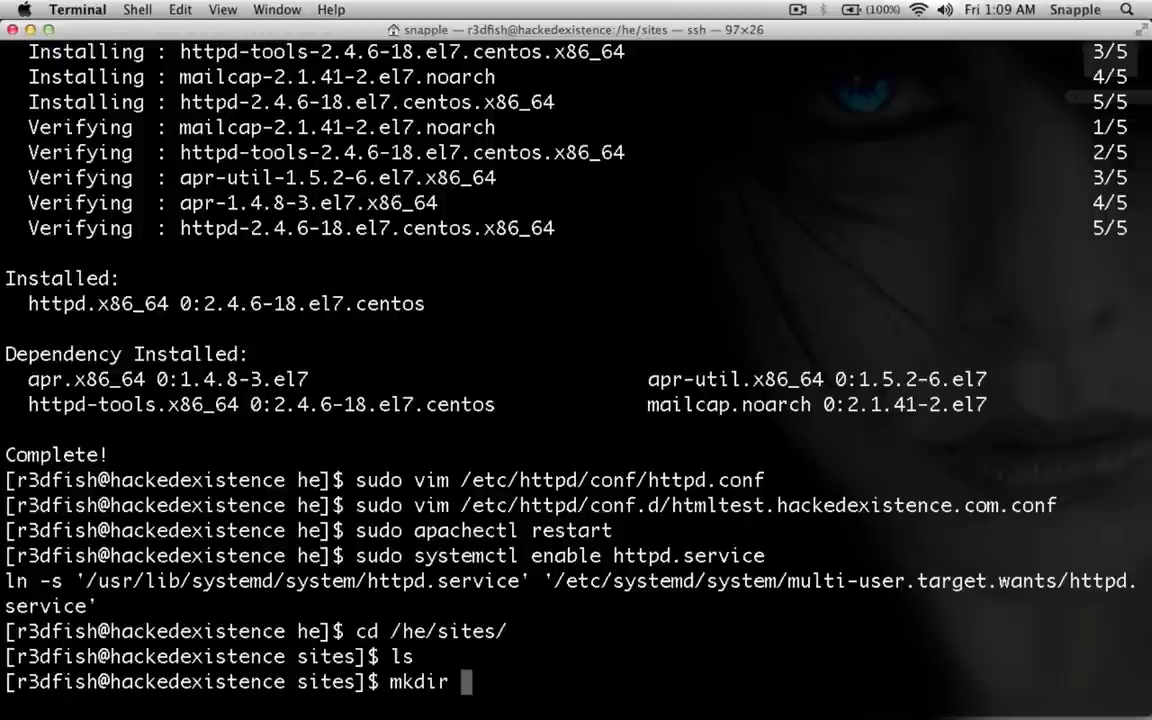 Terminal Shell Edit View Window Help (100%) Fri 1:09 AM Snapple
snapple — r3dfish@hackedexistence:/he/sites — ssh — 97×26
Installing : httpd-tools-2.4.6-18.el7.centos.x86_64 3/5
Installing : mailcap-2.1.41-2.el7.noarch 4/5
Installing : httpd-2.4.6-18.el7.centos.x86_64 5/5
Verifying : mailcap-2.1.41-2.el7.noarch 1/5
Verifying : httpd-tools-2.4.6-18.el7.centos.x86_64 2/5
Verifying : apr-util-1.5.2-6.el7.x86_64 3/5
Verifying : apr-1.4.8-3.el7.x86_64 4/5
Verifying : httpd-2.4.6-18.el7.centos.x86_64 5/5
Installed:
httpd.x86_64 0:2.4.6-18.el7.centos
Dependency Installed:
apr.x86_64 0:1.4.8-3.el7 apr-util.x86_64 0:1.5.2-6.el7
httpd-tools.x86_64 0:2.4.6-18.el7.centos mailcap.noarch 0:2.1.41-2.el7
Complete!
[r3dfish@hackedexistence he]$ sudo vim /etc/httpd/conf/httpd.conf
[r3dfish@hackedexistence he]$ sudo vim /etc/httpd/conf.d/htmltest.hackedexistence.com.conf
[r3dfish@hackedexistence he]$ sudo apachectl restart
[r3dfish@hackedexistence he]$ sudo systemctl enable httpd.service
ln -s '/usr/lib/systemd/system/httpd.service' '/etc/systemd/system/multi-user.target.wants/httpd.
service'
[r3dfish@hackedexistence he]$ cd /he/sites/
[r3dfish@hackedexistence sites]$ ls
[r3dfish@hackedexistence sites]$ mkdir